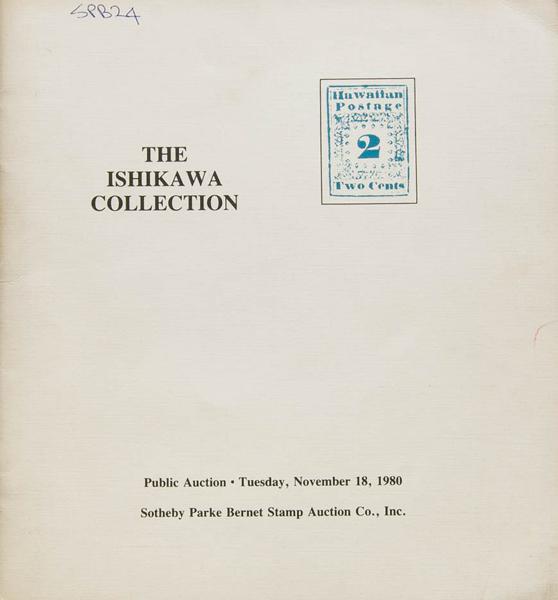 SPB24
Hawaiian
Postage
2
Two Cents
THE
ISHIKAWA
COLLECTION
Public Auction • Tuesday, November 18, 1980
Sotheby Parke Bernet Stamp Auction Co., Inc.